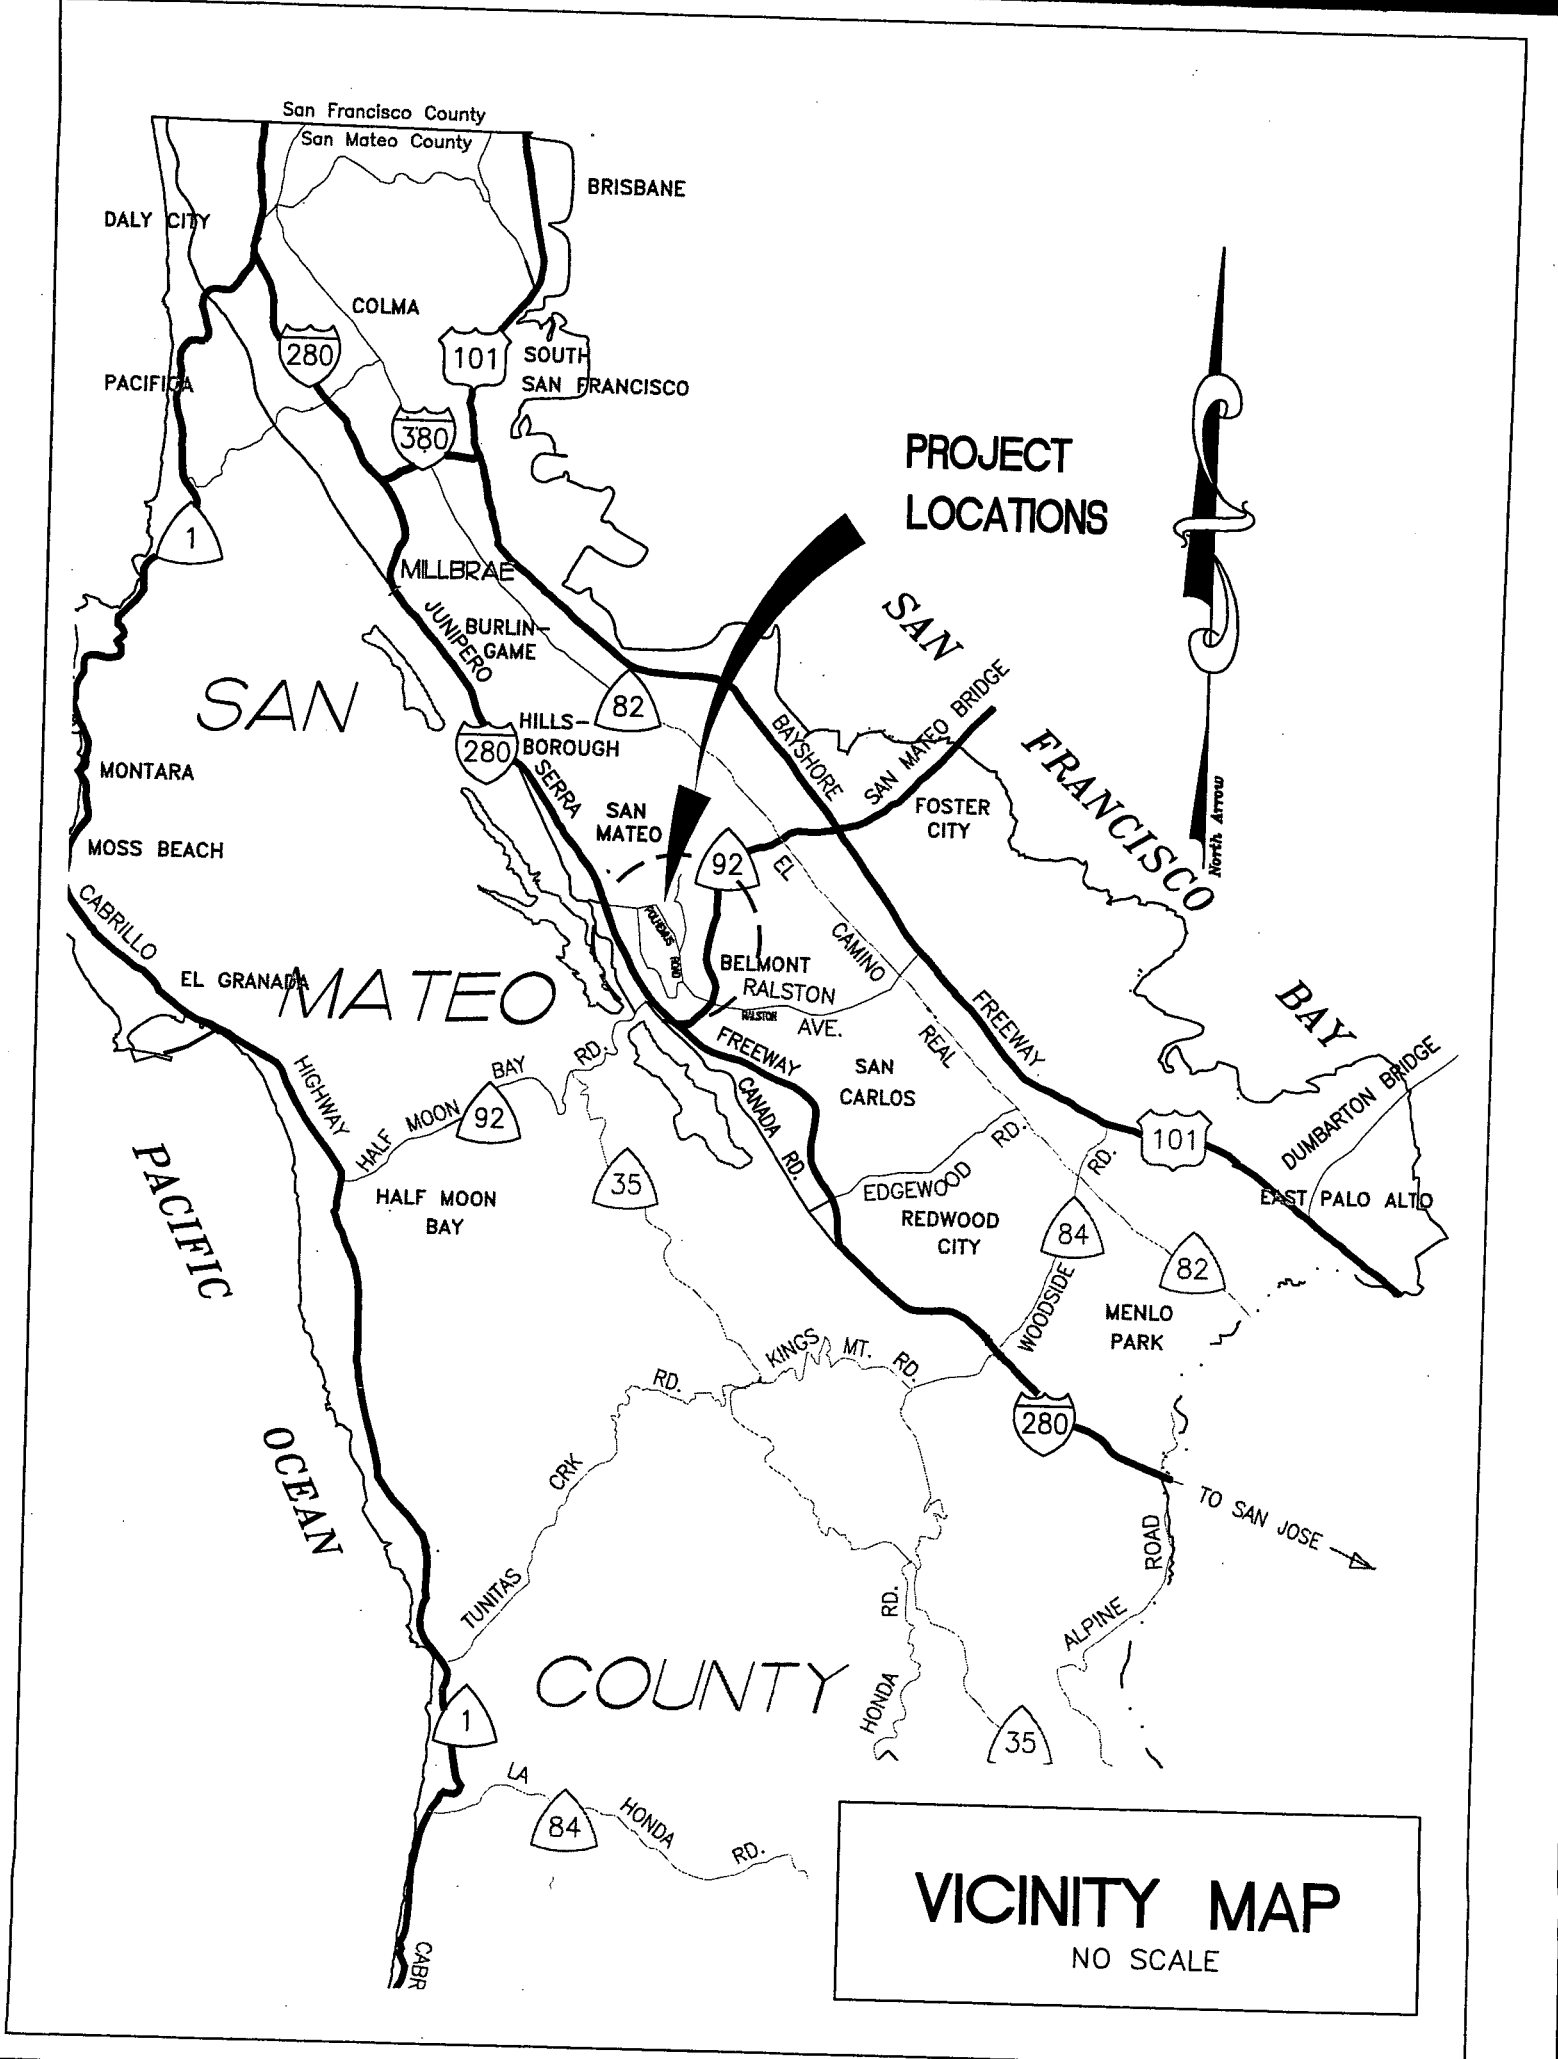 San Francisco County
San Mateo County
BRISBANE
DALY CITY
COLMA
280
101
SOUTH
SAN FRANCISCO
PACIFICA
380
PROJECT
LOCATIONS
1
MILLBRAE
JUNIPERO
BURLIN-
GAME
SAN
SAN
82
HILLS-
BOROUGH
280
SERRA
BAYSHORE
SAN MATEO BRIDGE
FRANCISCO
MONTARA
SAN
MATEO
FOSTER
CITY
North Arrow
MOSS BEACH
92
EL
CABRILLO
POLHEMUS ROAD
CAMINO
EL GRANADA
MATEO
BELMONT
RALSTON
RALSTON
AVE.
FREEWAY
BAY
REAL
FREEWAY
HIGHWAY
HALF MOON BAY RD.
92
CANADA RD.
SAN
CARLOS
101
DUMBARTON BRIDGE
PACIFIC
35
HALF MOON
BAY
EDGEWOOD RD.
RD.
EAST PALO ALTO
REDWOOD
CITY
84
82
WOODSIDE
MENLO
PARK
KINGS MT. RD.
RD.
280
OCEAN
CRK
TO SAN JOSE
ROAD
TUNITAS
RD.
ALPINE
COUNTY
HONDA
1
35
LA
84
HONDA
RD.
VICINITY MAP
NO SCALE
CABR